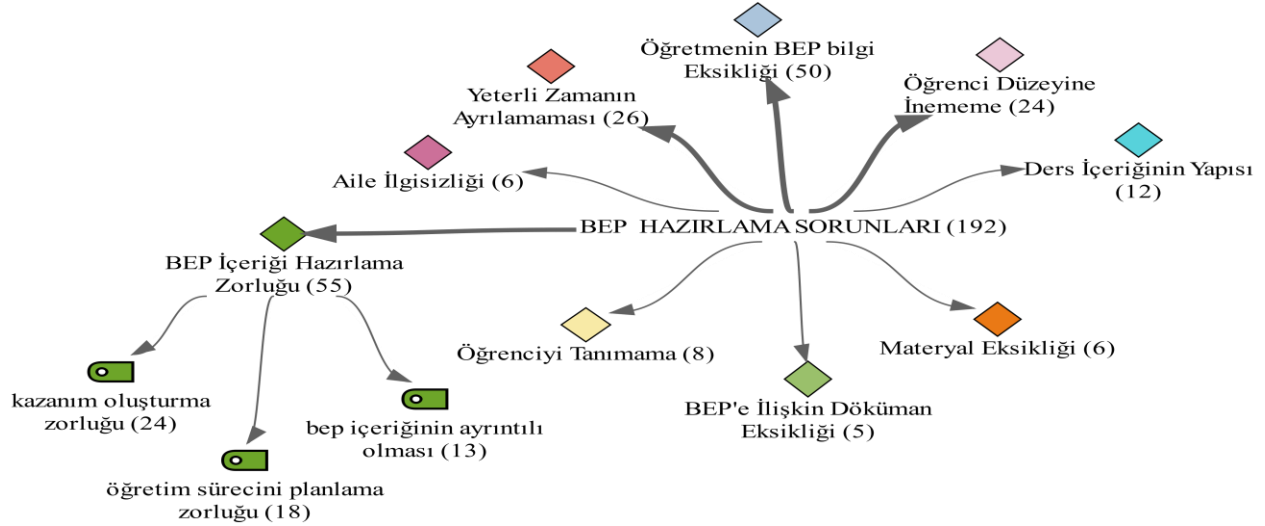 Öğretmenin BEP bilgi
Eksikliği (50)
Yeterli Zamanın
Ayrılamaması (26)
Öğrenci Düzeyine
İnememe (24)
Aile İlgisizliği (6)
Ders İçeriğinin Yapısı
(12)
BEP HAZIRLAMA SORUNLARI (192)
BEP İçeriği Hazırlama
Zorluğu (55)
Öğrenciyi Tanımama (8)
Materyal Eksikliği (6)
BEP'e İlişkin Döküman
Eksikliği (5)
kazanım oluşturma
zorluğu (24)
bep içeriğinin ayrıntılı
olması (13)
öğretim sürecini planlama
zorluğu (18)